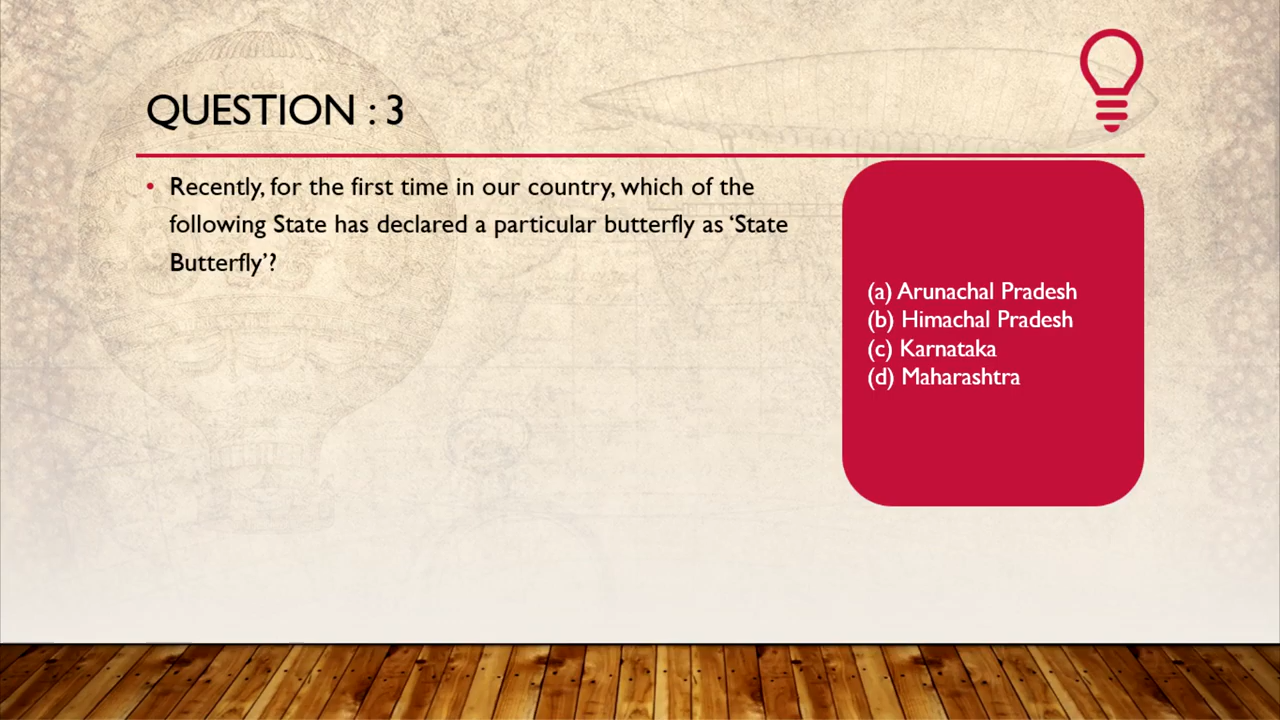 QUESTION : 3
• Recently, for the first time in our country, which of the
following State has declared a particular butterfly as ‘State
Butterfly’?
(a) Arunachal Pradesh
(b) Himachal Pradesh
(c) Karnataka
(d) Maharashtra